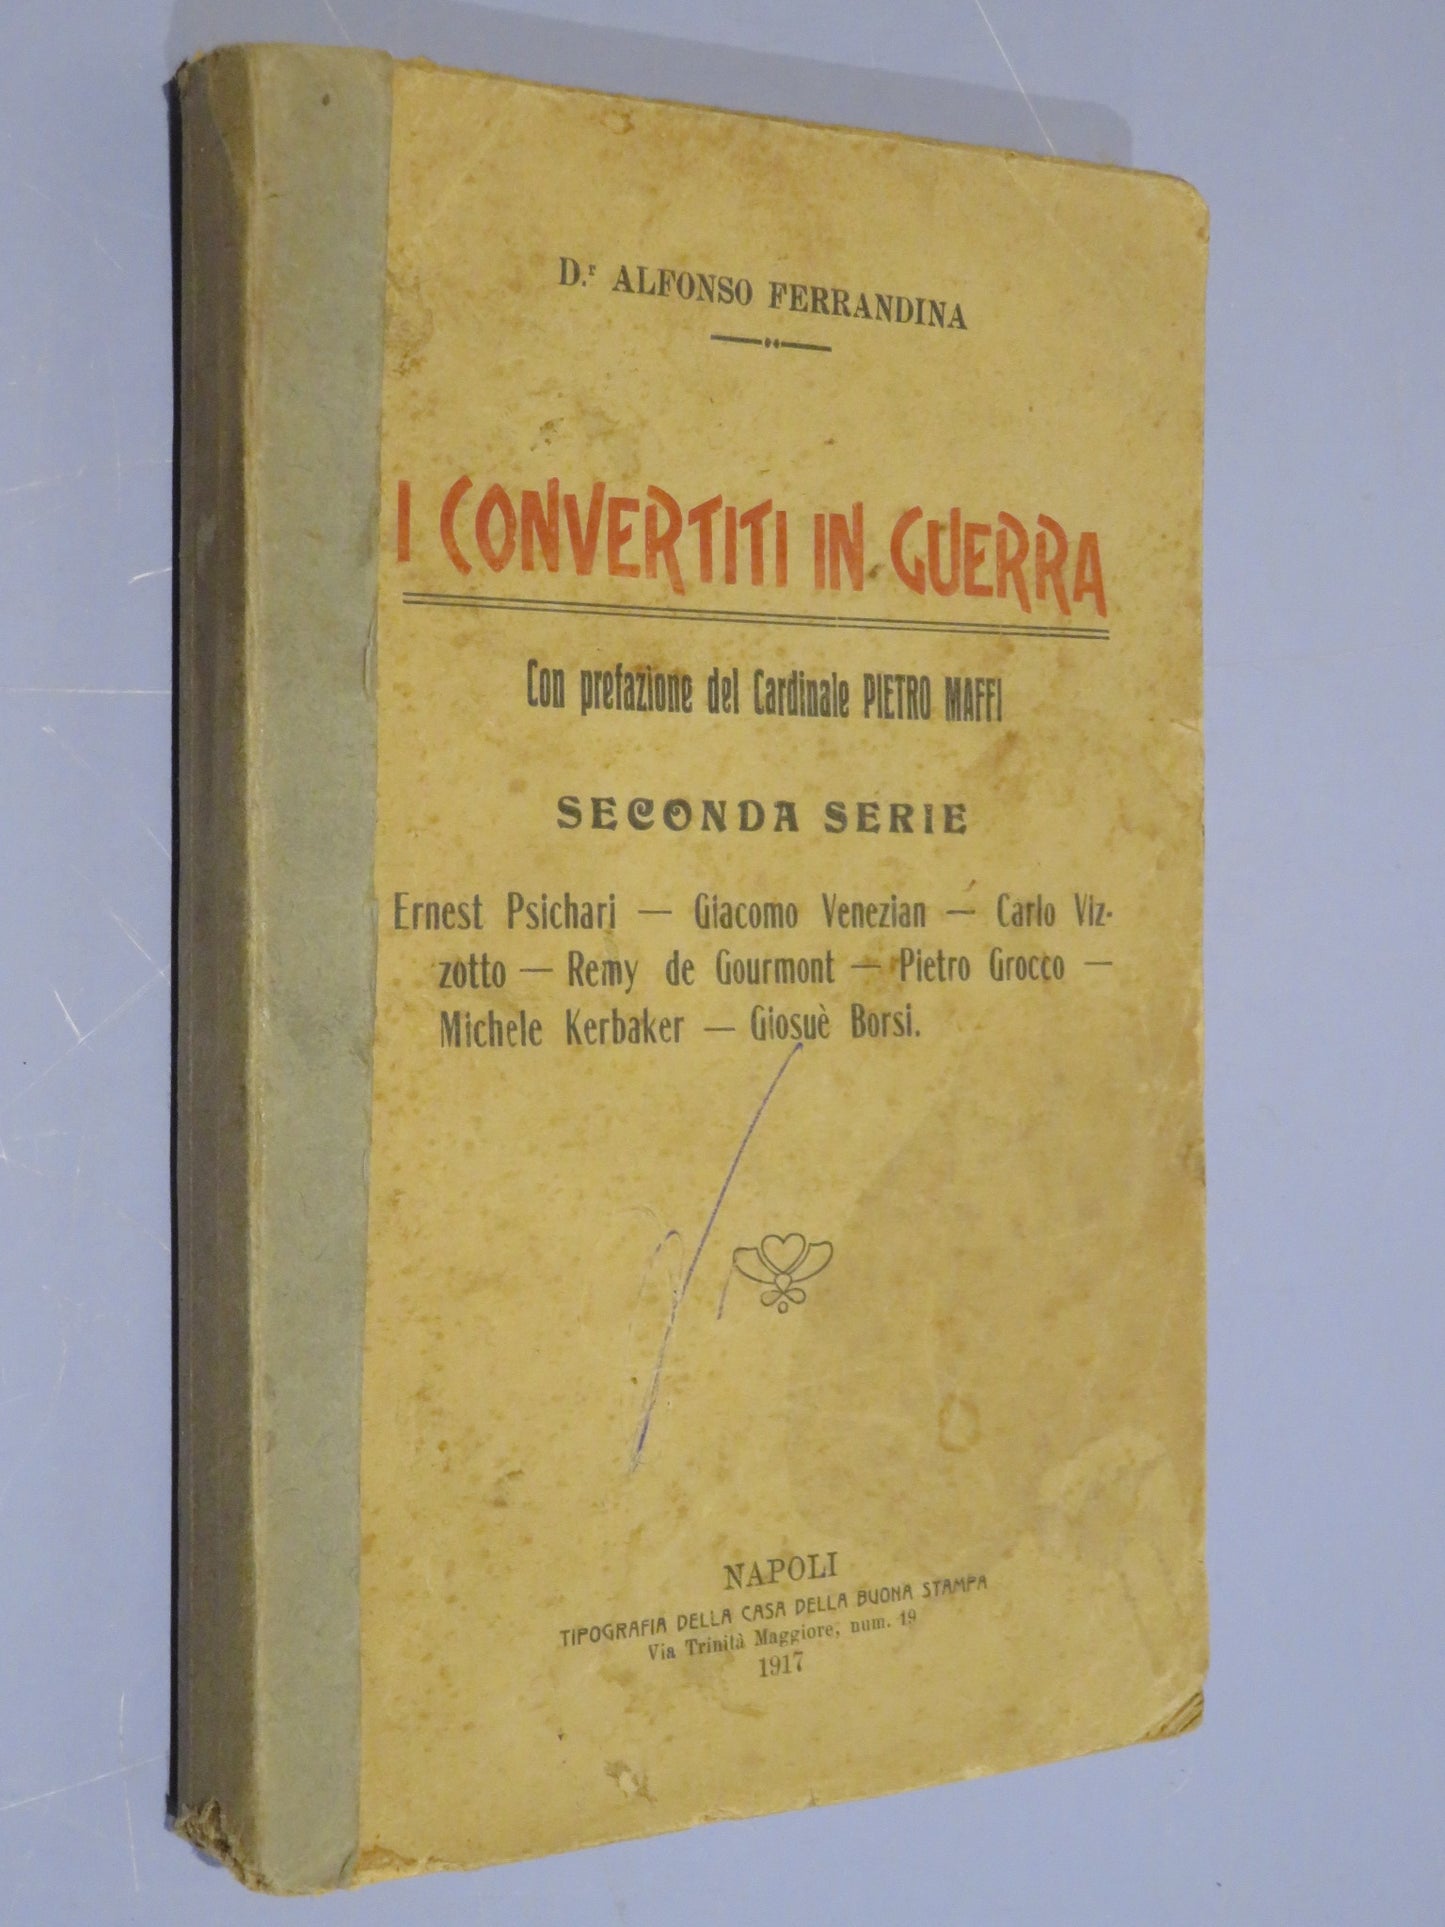 D.r ALFONSO FERRANDINA
I CONVERTITI IN GUERRA
Con prefazione del Cardinale PIETRO MAFFI
SECONDA SERIE
Ernest Psichari — Giacomo Venezian — Carlo Viz-
zotto — Remy de Gourmont — Pietro Grocco —
Michele Kerbaker — Giosuè Borsi.
NAPOLI
TIPOGRAFIA DELLA CASA DELLA BUONA STAMPA
Via Trinità Maggiore, num. 19
1917